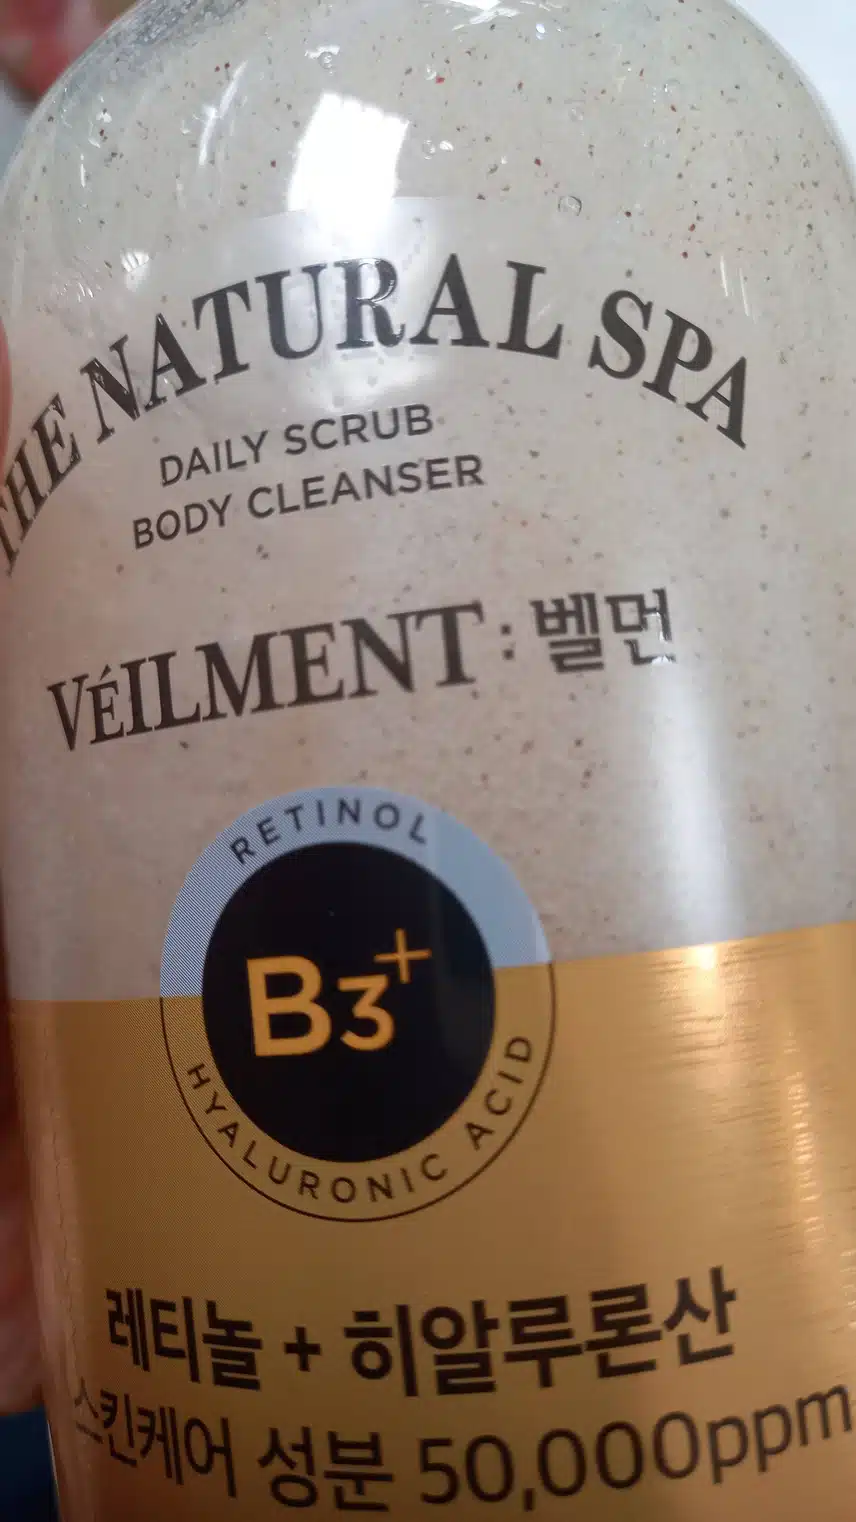 THE NATURAL SPA
DAILY SCRUB
BODY CLEANSER
VÉILMENT : 벨먼
RETINOL
B3+
HYALURONIC ACID
레티놀 + 히알루론산
스킨케어 성분 50,000ppm